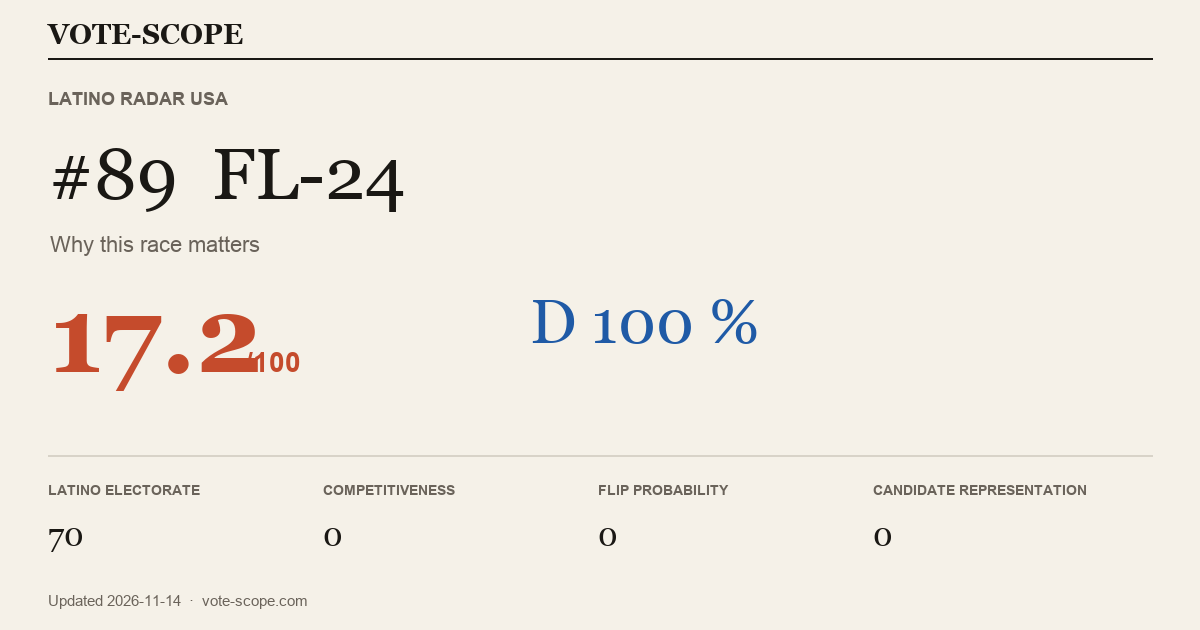 VOTE-SCOPE
LATINO RADAR USA
#89 FL-24
Why this race matters
17.2/100
D 100 %
LATINO ELECTORATE
COMPETITIVENESS
FLIP PROBABILITY
CANDIDATE REPRESENTATION
70
0
0
0
Updated 2026-11-14 · vote-scope.com